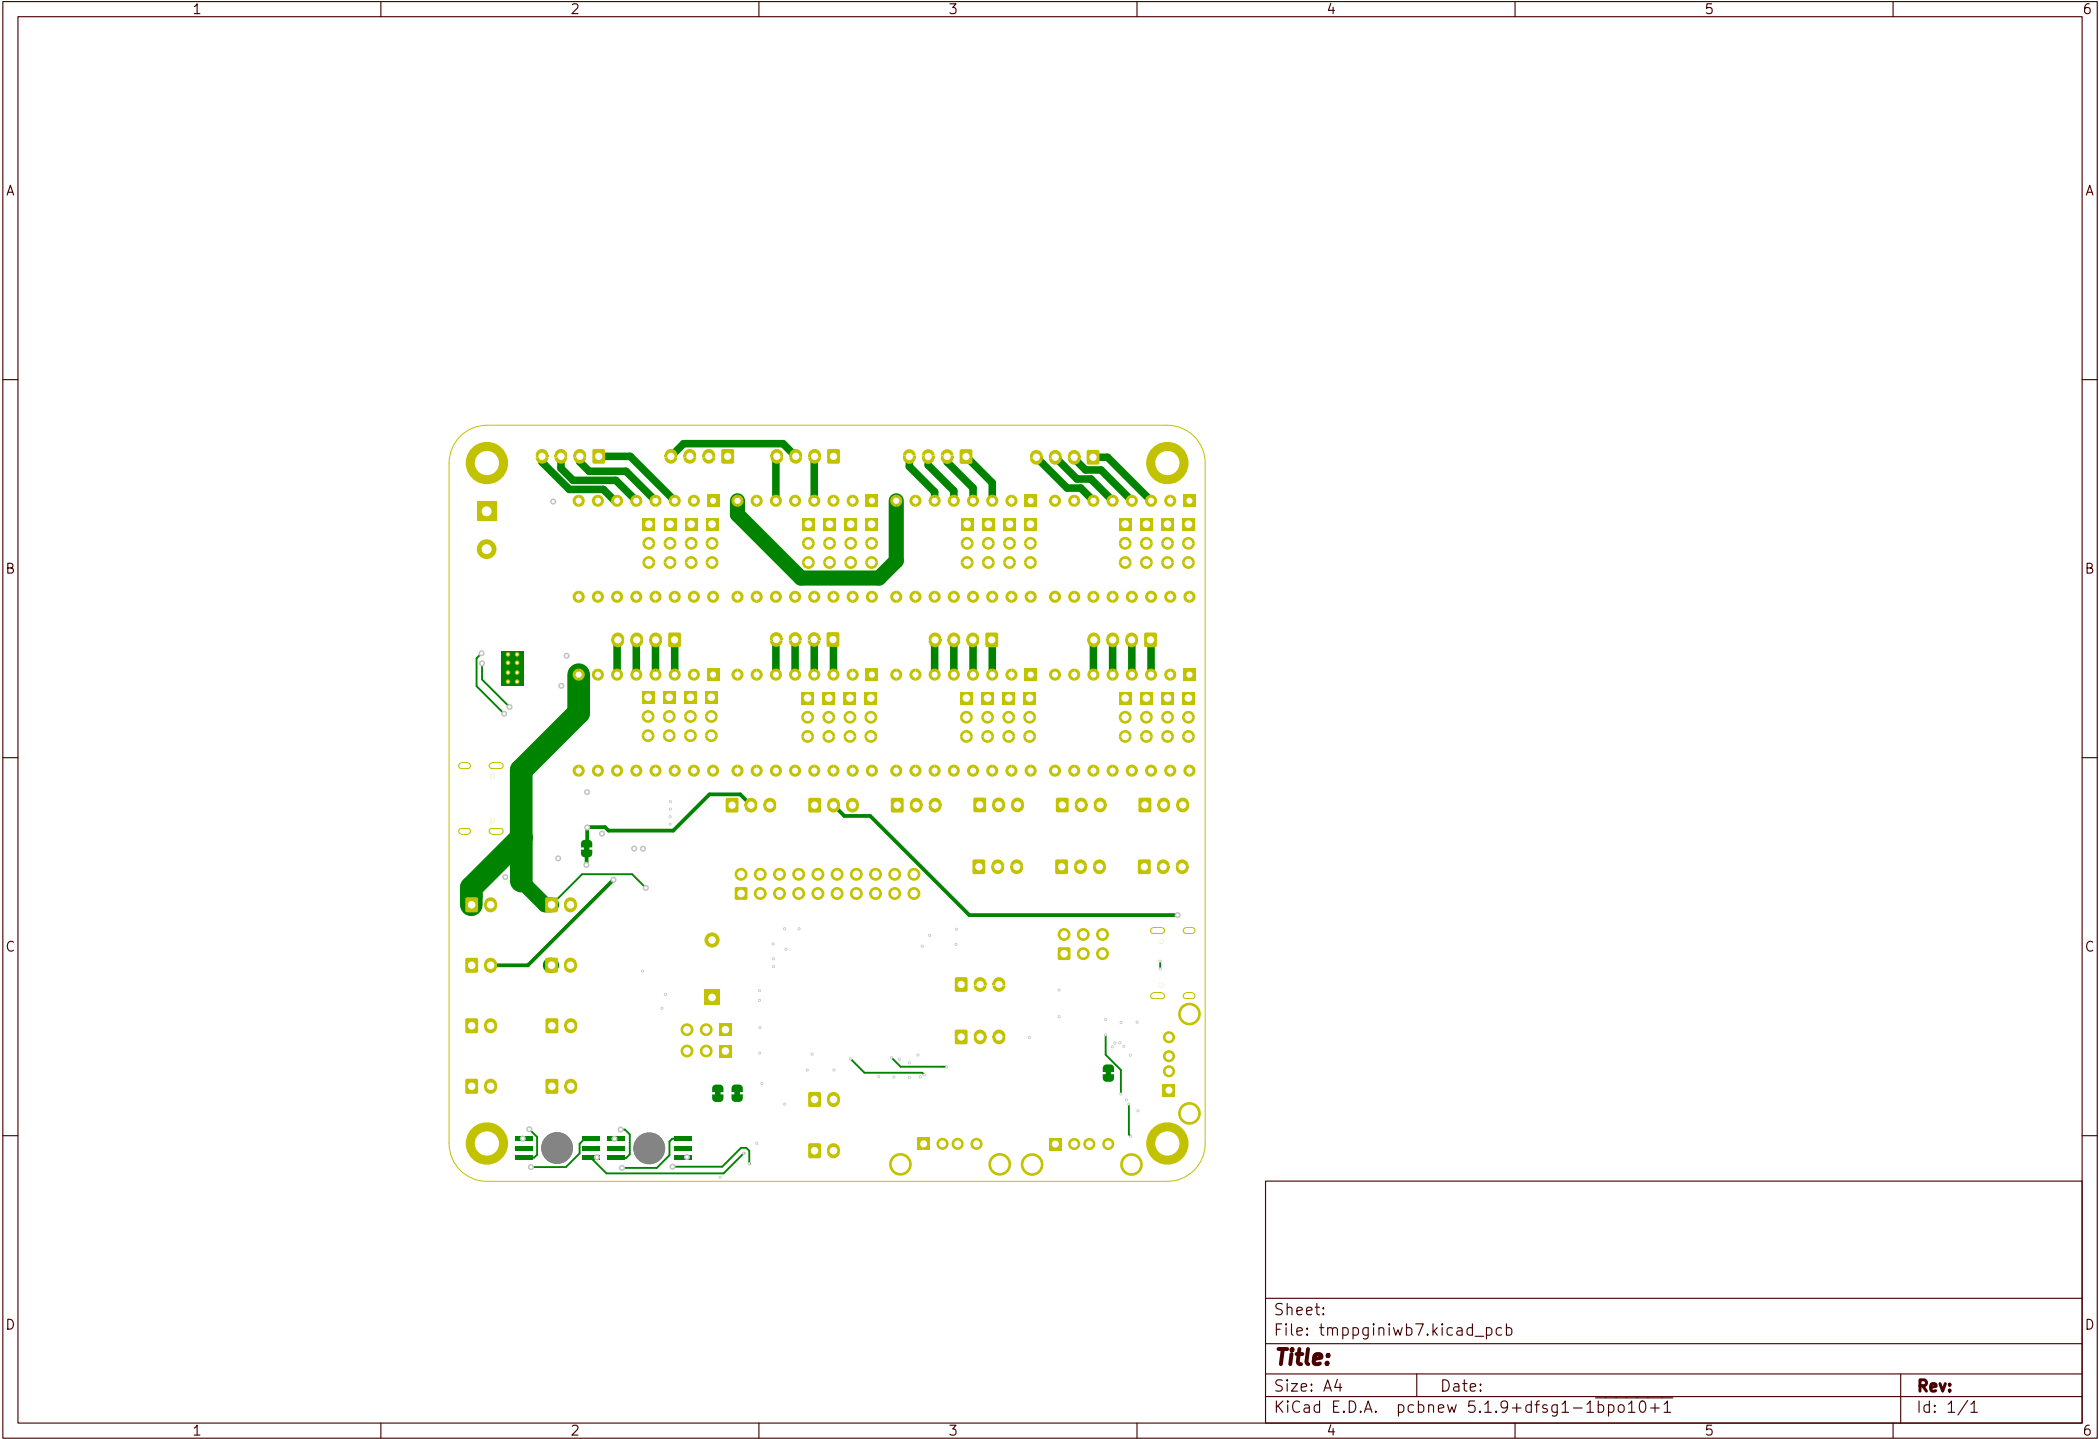 1 2 3 4 5 6
A A
B B
C C
D D
Sheet:
File: tmppginiwb7.kicad_pcb
Title:
Size: A4 Date: Rev:
KiCad E.D.A. pcbnew 5.1.9+dfsg1-1bpo10+1 Id: 1/1
1 2 3 4 5 6